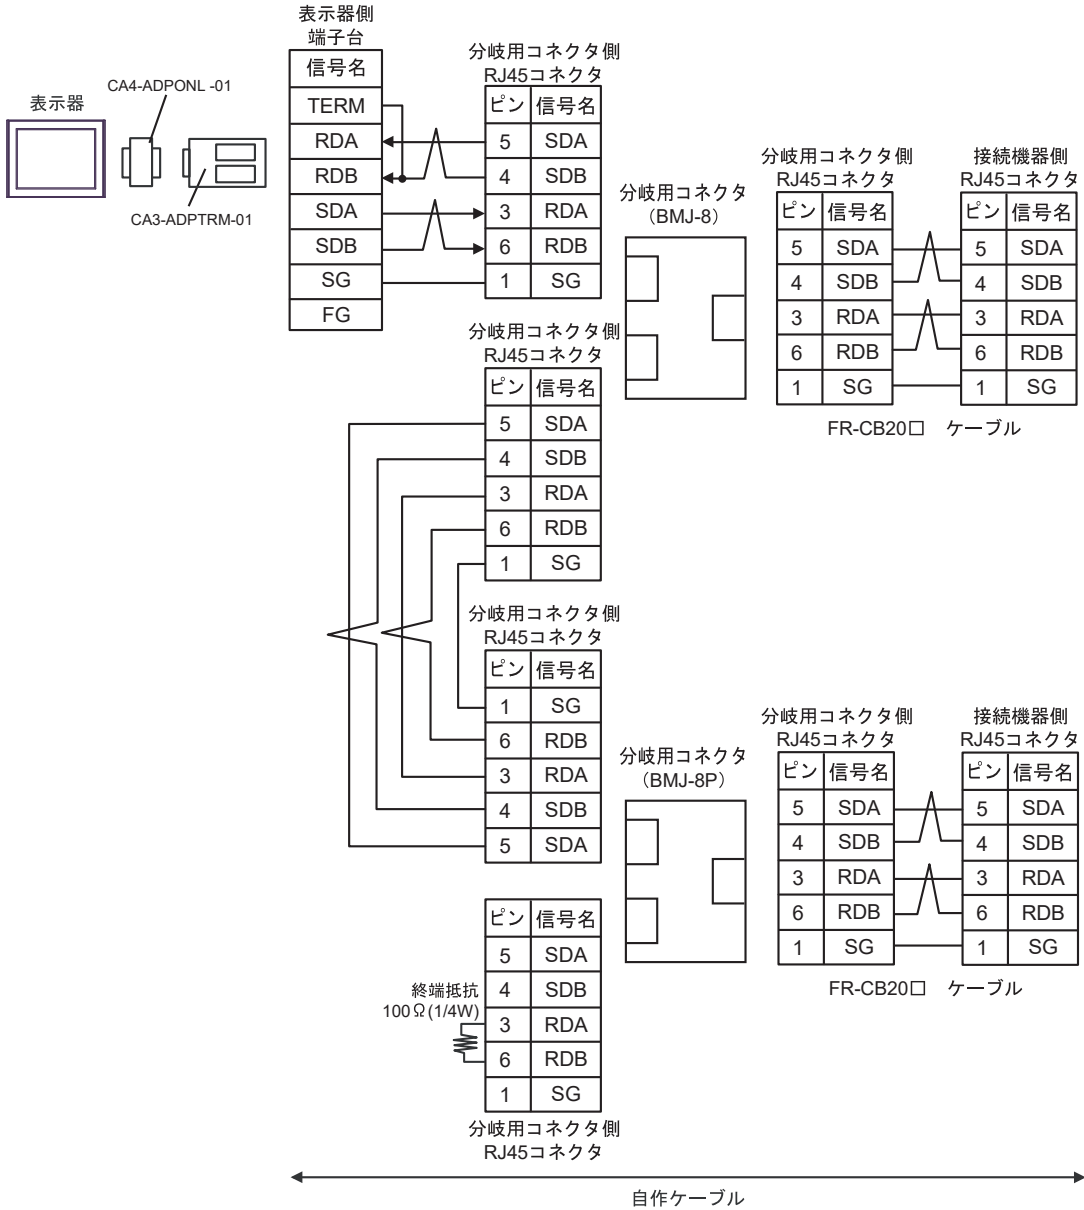 表示器
CA4-ADPONL -01
CA3-ADPTRM-01
表示器側
端子台
信号名
TERM
RDA
RDB
SDA
SDB
SG
FG
分岐用コネクタ側
RJ45コネクタ
ピン 信号名
5 SDA
4 SDB
3 RDA
6 RDB
1 SG
分岐用コネクタ
（BMJ-8）
分岐用コネクタ側
RJ45コネクタ
ピン 信号名
5 SDA
4 SDB
3 RDA
6 RDB
1 SG
接続機器側
RJ45コネクタ
ピン 信号名
5 SDA
4 SDB
3 RDA
6 RDB
1 SG
FR-CB20□ ケーブル
分岐用コネクタ側
RJ45コネクタ
ピン 信号名
5 SDA
4 SDB
3 RDA
6 RDB
1 SG
分岐用コネクタ側
RJ45コネクタ
ピン 信号名
1 SG
6 RDB
3 RDA
4 SDB
5 SDA
分岐用コネクタ
（BMJ-8P）
分岐用コネクタ側
RJ45コネクタ
ピン 信号名
5 SDA
4 SDB
3 RDA
6 RDB
1 SG
接続機器側
RJ45コネクタ
ピン 信号名
5 SDA
4 SDB
3 RDA
6 RDB
1 SG
FR-CB20□ ケーブル
終端抵抗
100Ω(1/4W)
ピン 信号名
5 SDA
4 SDB
3 RDA
6 RDB
1 SG
分岐用コネクタ側
RJ45コネクタ
自作ケーブル